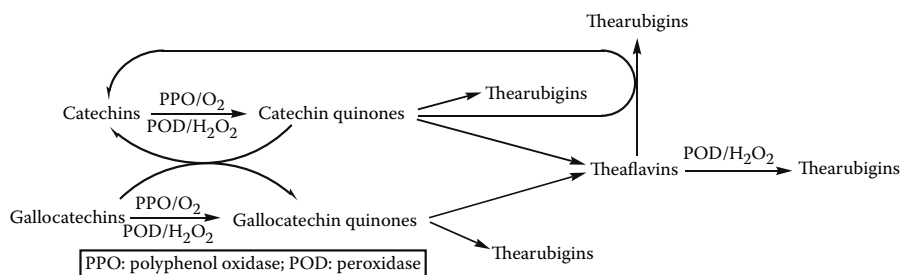 Thearubigins
Catechins
PPO/O2
POD/H2O2
Catechin quinones
Thearubigins
Theaflavins
POD/H2O2
Thearubigins
Gallocatechins
PPO/O2
POD/H2O2
Gallocatechin quinones
Thearubigins
PPO: polyphenol oxidase; POD: peroxidase